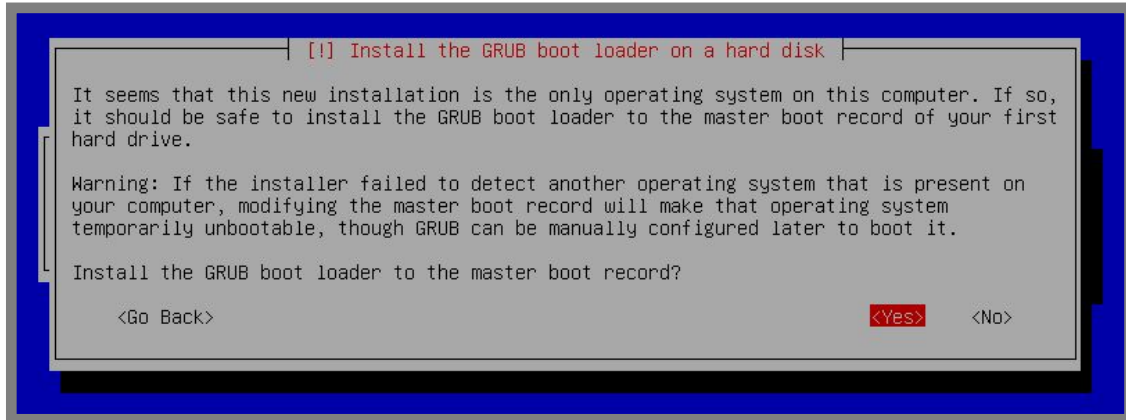 [!] Install the GRUB boot loader on a hard disk
It seems that this new installation is the only operating system on this computer. If so,
it should be safe to install the GRUB boot loader to the master boot record of your first
hard drive.
Warning: If the installer failed to detect another operating system that is present on
your computer, modifying the master boot record will make that operating system
temporarily unbootable, though GRUB can be manually configured later to boot it.
Install the GRUB boot loader to the master boot record?
<Go Back> <Yes> <No>